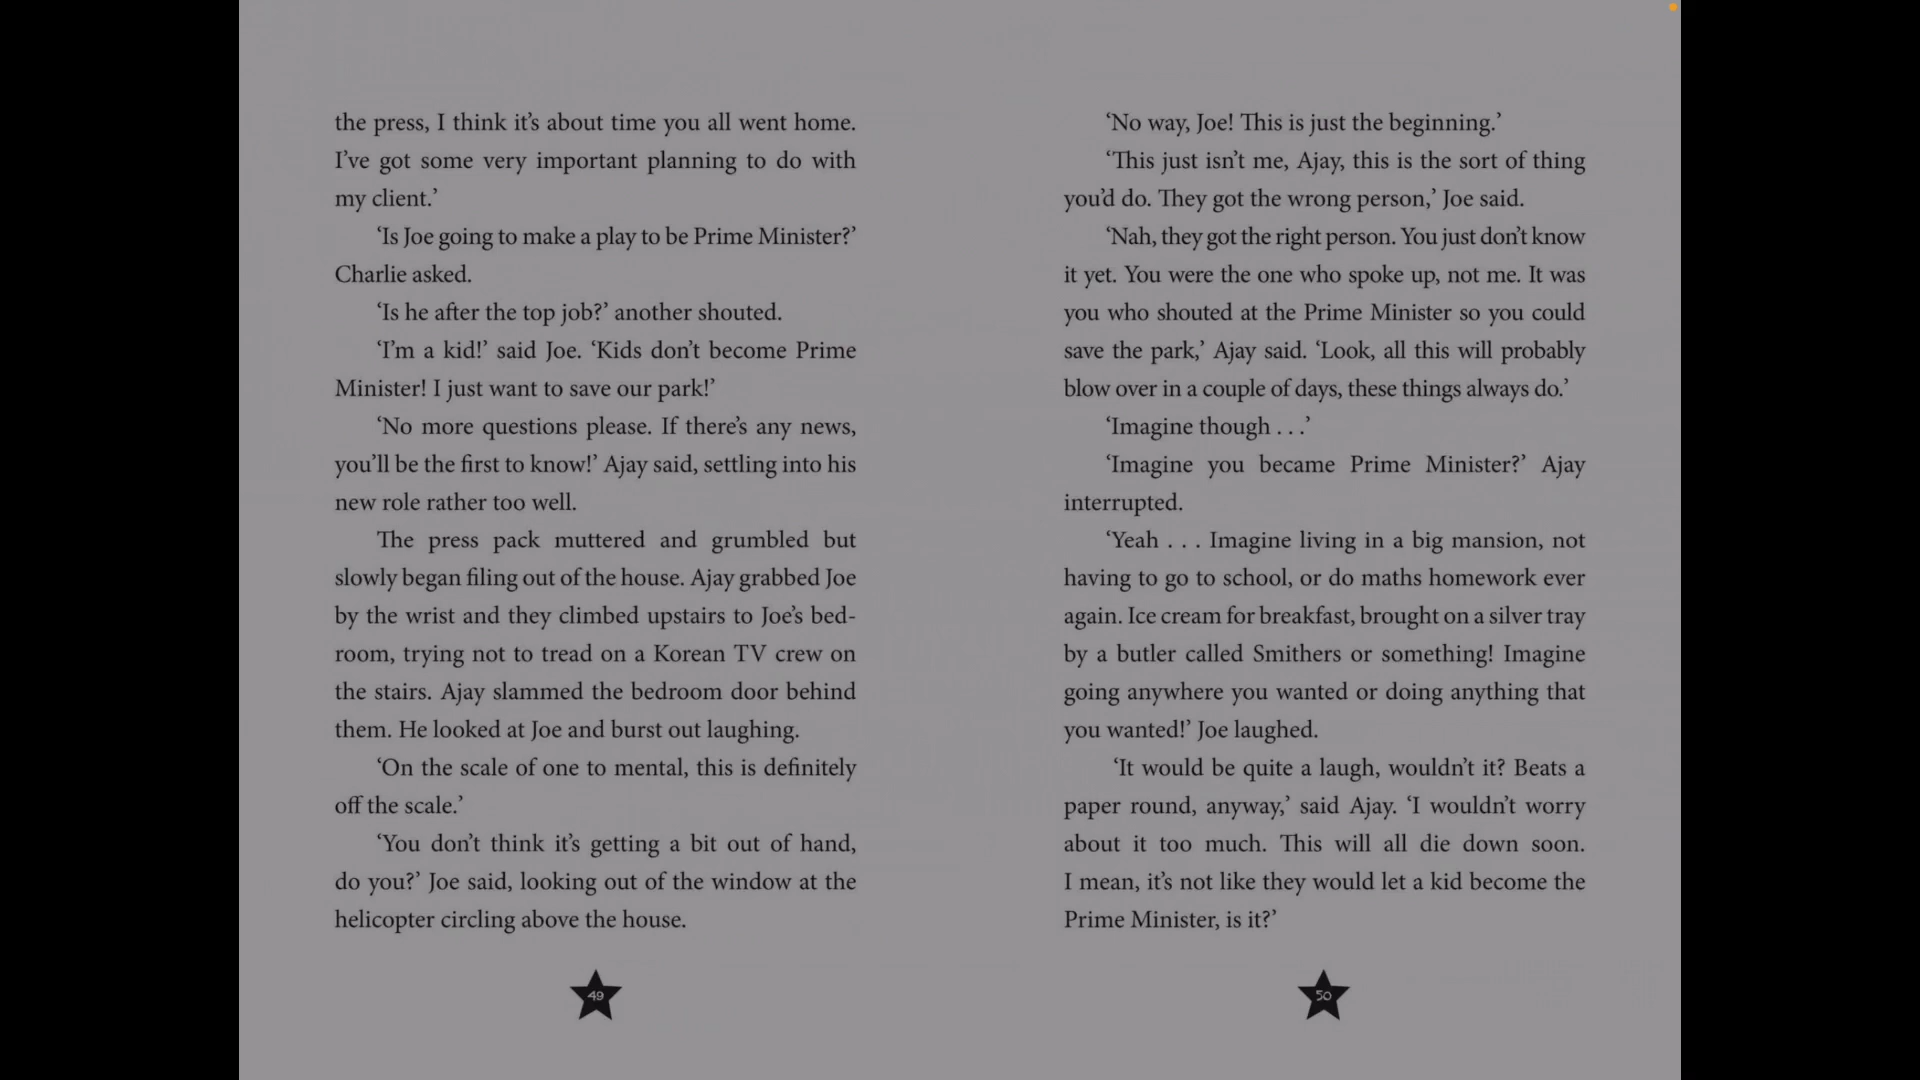 the press, I think it’s about time you all went home.
I’ve got some very important planning to do with
my client.’
‘Is Joe going to make a play to be Prime Minister?’
Charlie asked.
‘Is he after the top job?’ another shouted.
‘I’m a kid!’ said Joe. ‘Kids don’t become Prime
Minister! I just want to save our park!’
‘No more questions please. If there’s any news,
you’ll be the first to know!’ Ajay said, settling into his
new role rather too well.
The press pack muttered and grumbled but
slowly began filing out of the house. Ajay grabbed Joe
by the wrist and they climbed upstairs to Joe’s bed-
room, trying not to tread on a Korean TV crew on
the stairs. Ajay slammed the bedroom door behind
them. He looked at Joe and burst out laughing.
‘On the scale of one to mental, this is definitely
off the scale.’
‘You don’t think it’s getting a bit out of hand,
do you?’ Joe said, looking out of the window at the
helicopter circling above the house.
49
‘No way, Joe! This is just the beginning.’
‘This just isn’t me, Ajay, this is the sort of thing
you’d do. They got the wrong person,’ Joe said.
‘Nah, they got the right person. You just don’t know
it yet. You were the one who spoke up, not me. It was
you who shouted at the Prime Minister so you could
save the park,’ Ajay said. ‘Look, all this will probably
blow over in a couple of days, these things always do.’
‘Imagine though . . .’
‘Imagine you became Prime Minister?’ Ajay
interrupted.
‘Yeah . . . Imagine living in a big mansion, not
having to go to school, or do maths homework ever
again. Ice cream for breakfast, brought on a silver tray
by a butler called Smithers or something! Imagine
going anywhere you wanted or doing anything that
you wanted!’ Joe laughed.
‘It would be quite a laugh, wouldn’t it? Beats a
paper round, anyway,’ said Ajay. ‘I wouldn’t worry
about it too much. This will all die down soon.
I mean, it’s not like they would let a kid become the
Prime Minister, is it?’
50